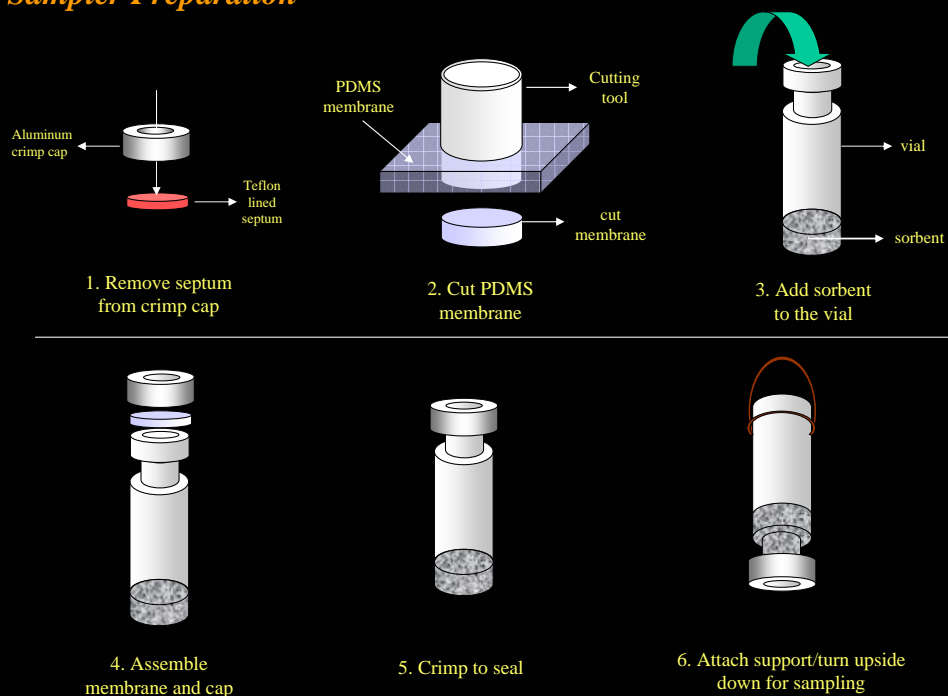 Sampler Preparation
Aluminum
crimp cap
Teflon
lined
septum
1. Remove septum
from crimp cap
PDMS
membrane
Cutting
tool
cut
membrane
2. Cut PDMS
membrane
vial
sorbent
3. Add sorbent
to the vial
4. Assemble
membrane and cap
5. Crimp to seal
6. Attach support/turn upside
down for sampling